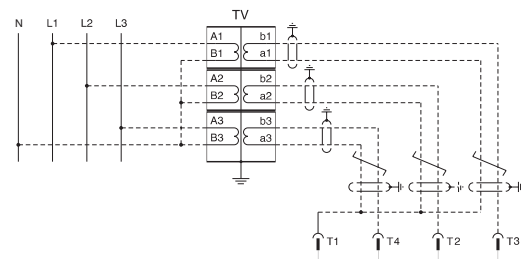 TV
N L1 L2 L3
A1 b1
B1 a1
A2 b2
B2 a2
A3 b3
B3 a3
T1 T4 T2 T3